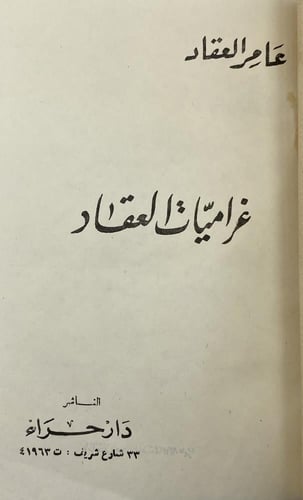 عامر العقاد
غراميات العقاد
الناشر
دار حراء
٣٣ شارع شريف : ت ٤١٩٦٣